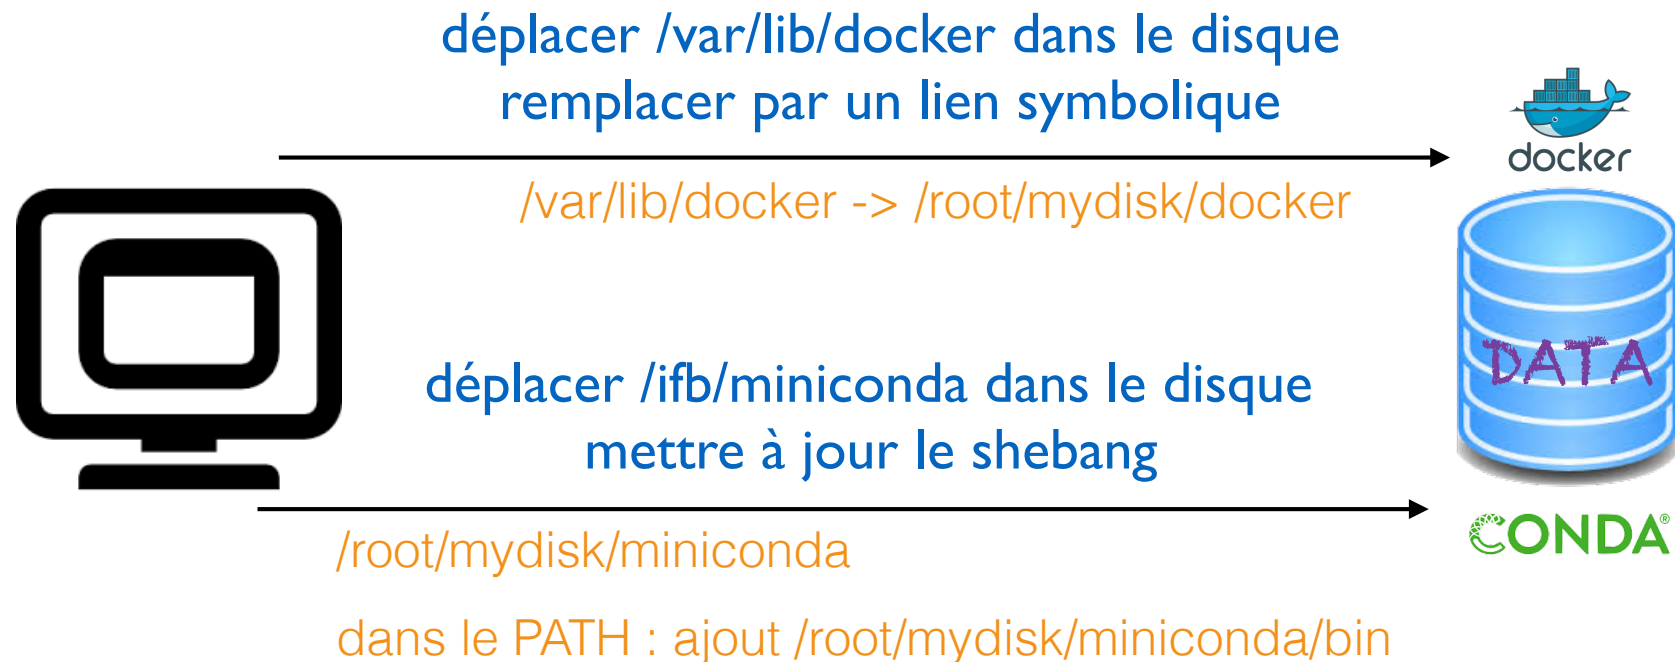 déplacer /var/lib/docker dans le disque
remplacer par un lien symbolique
docker
/var/lib/docker -> /root/mydisk/docker
DATA
déplacer /ifb/miniconda dans le disque
mettre à jour le shebang
CONDA®
/root/mydisk/miniconda
dans le PATH : ajout /root/mydisk/miniconda/bin